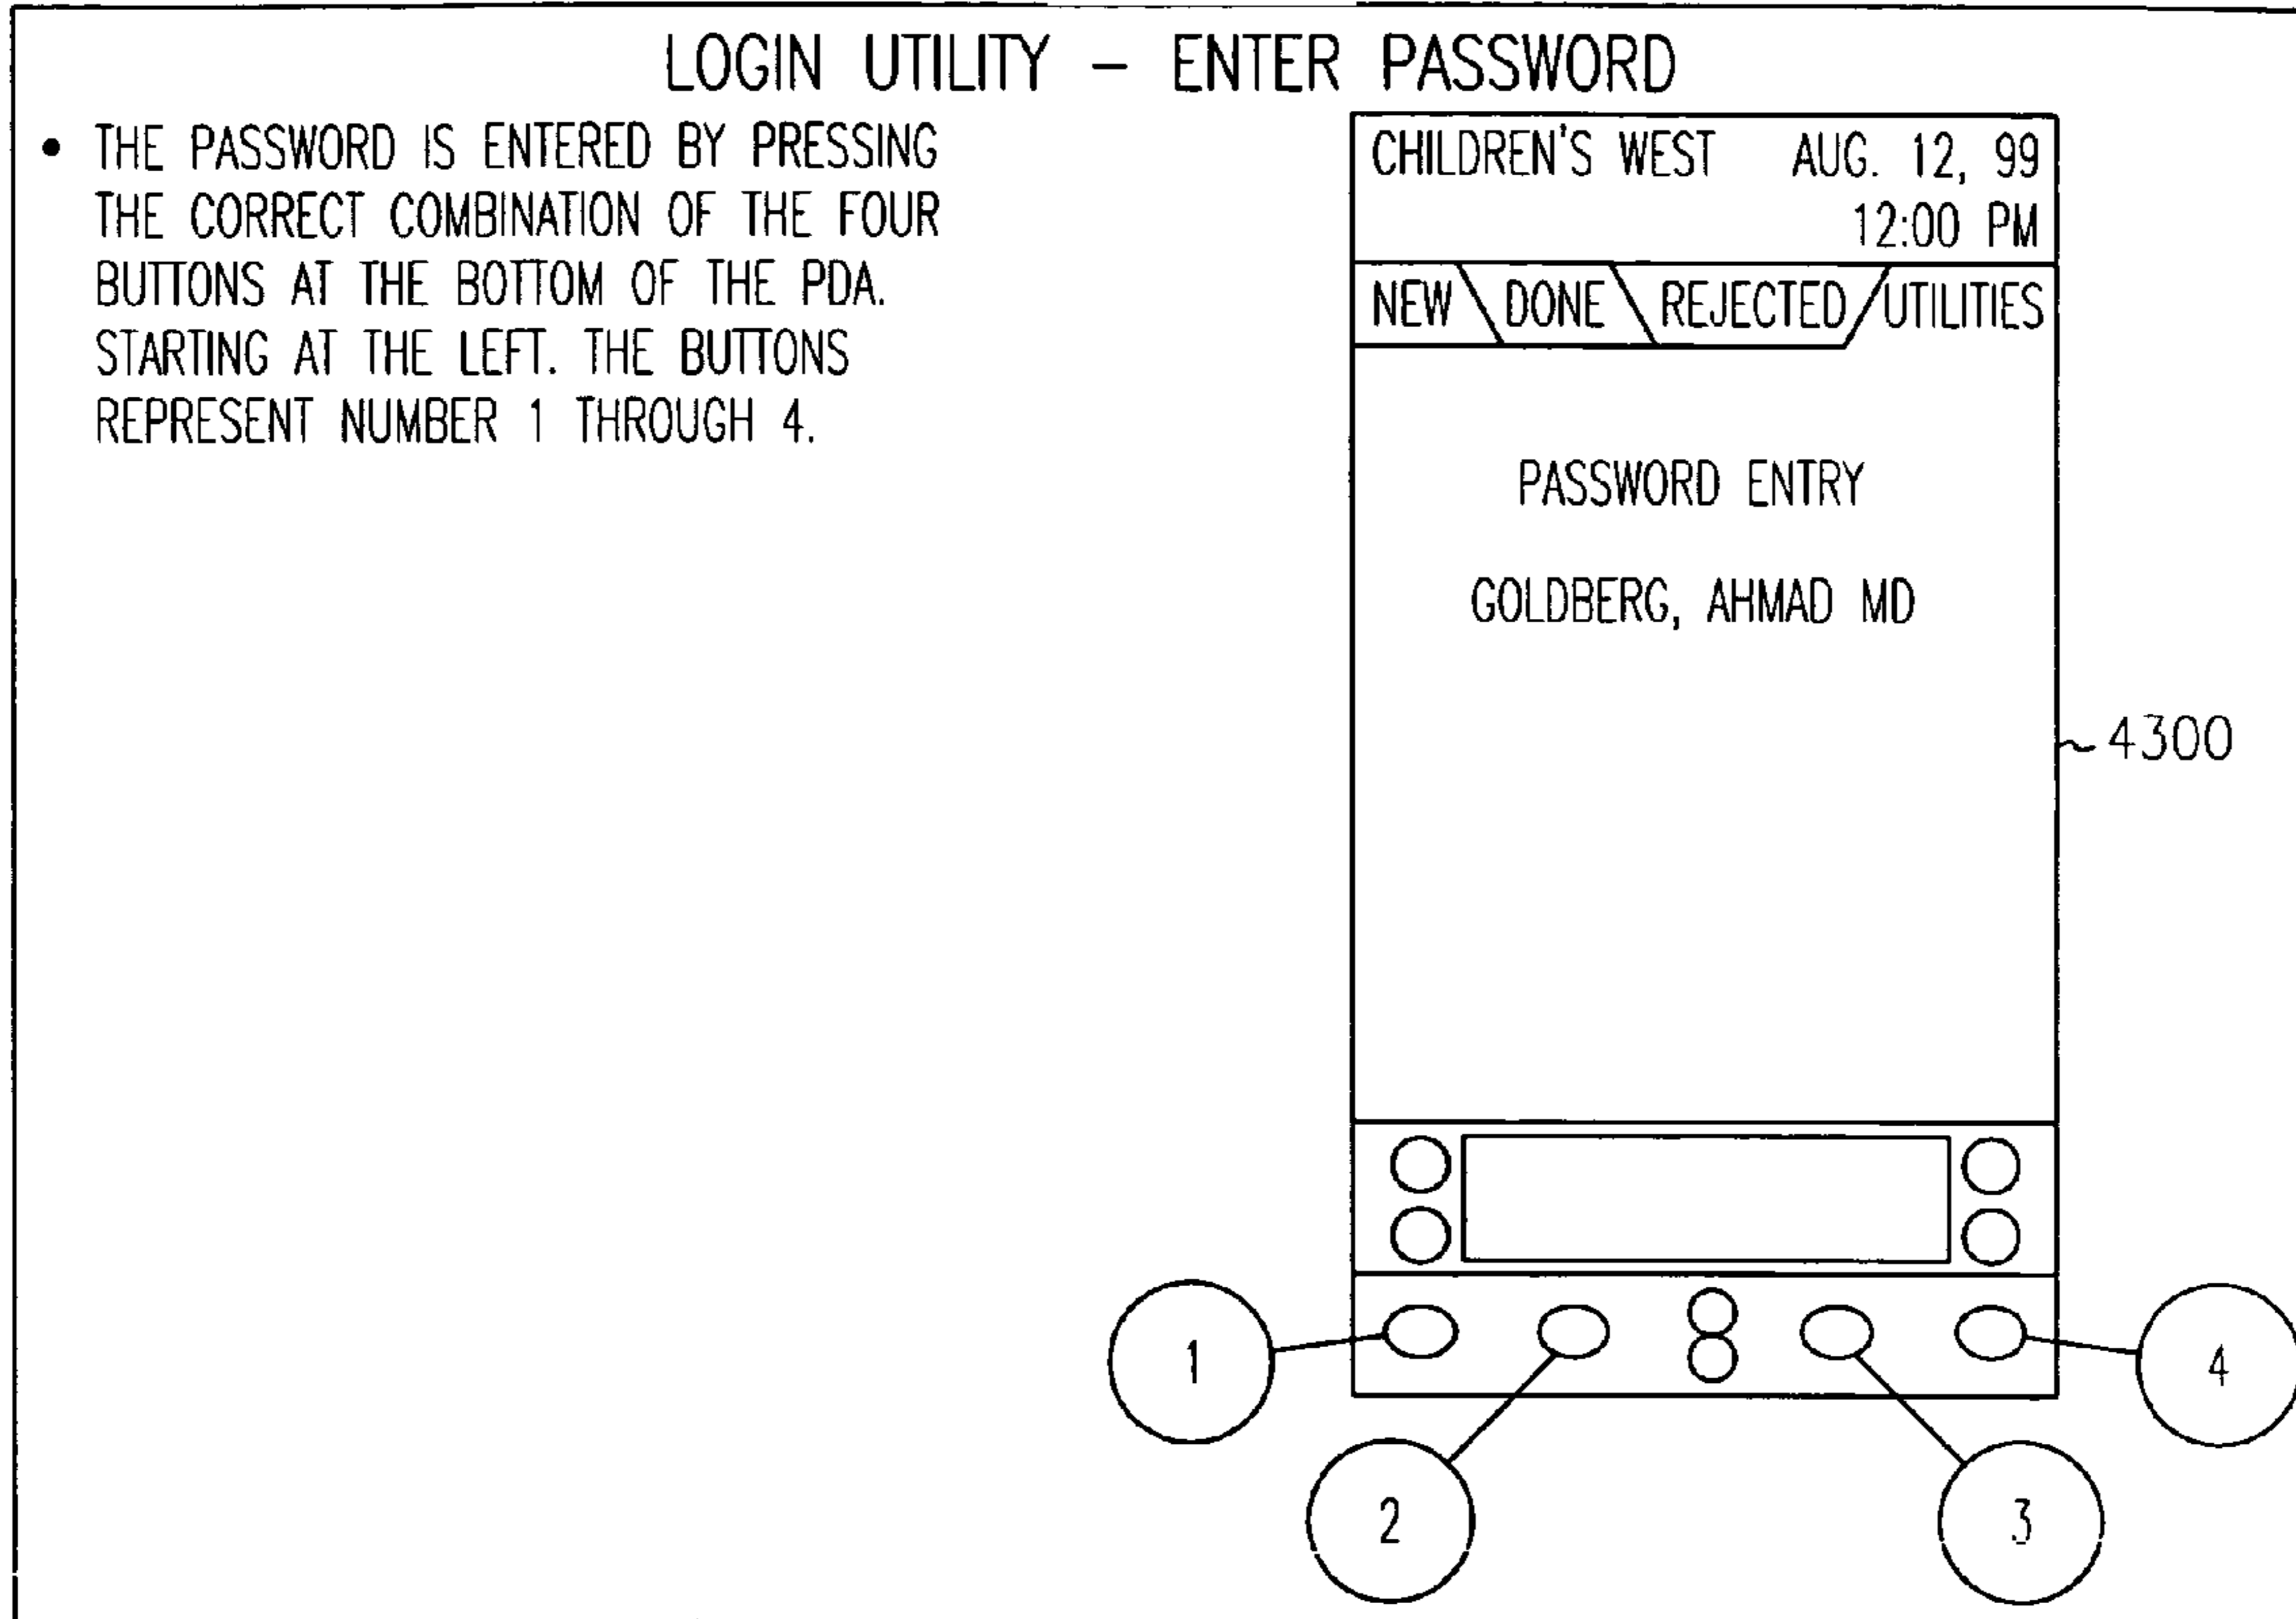 LOGIN UTILITY – ENTER PASSWORD
• THE PASSWORD IS ENTERED BY PRESSING
THE CORRECT COMBINATION OF THE FOUR
BUTTONS AT THE BOTTOM OF THE PDA.
STARTING AT THE LEFT. THE BUTTONS
REPRESENT NUMBER 1 THROUGH 4.
CHILDREN'S WEST AUG. 12, 99
12:00 PM
NEW DONE REJECTED UTILITIES
PASSWORD ENTRY
GOLDBERG, AHMAD MD
4300
1
4
2
3